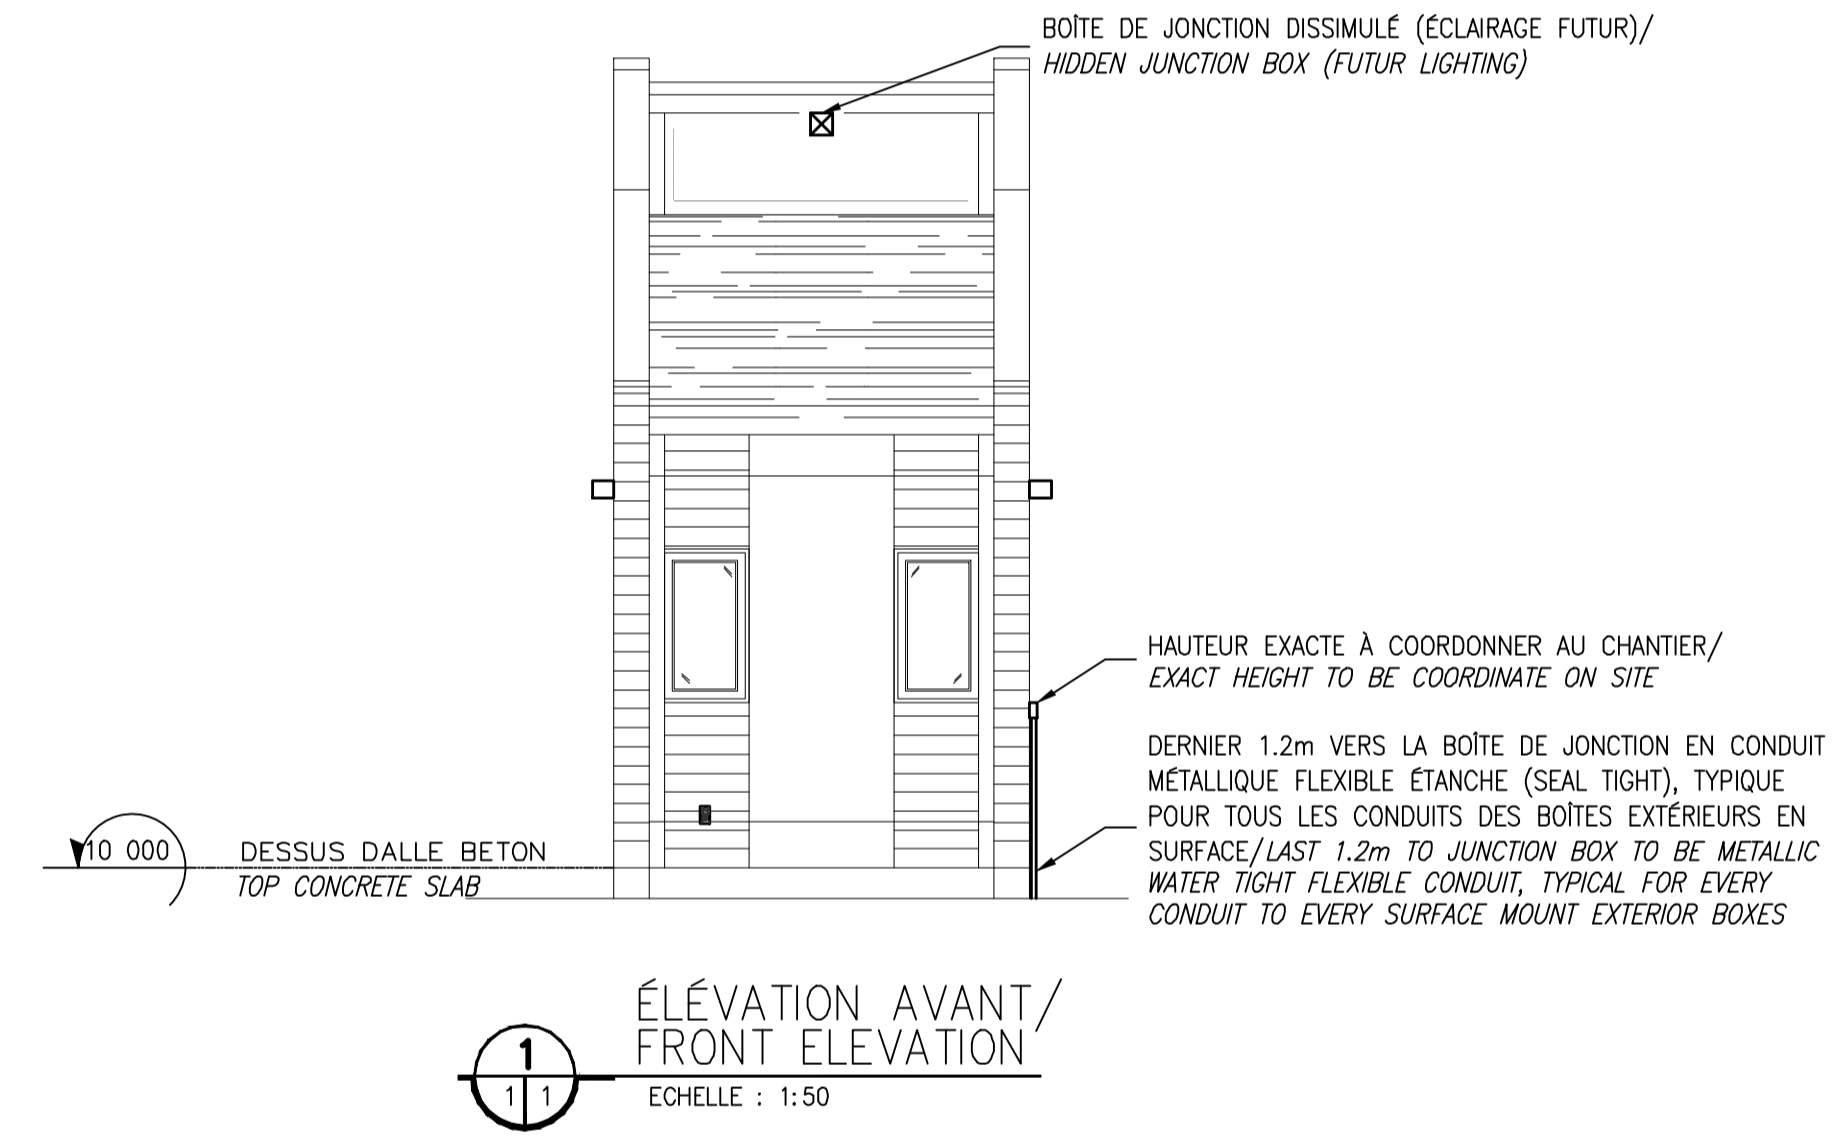 BOÎTE DE JONCTION DISSIMULÉ (ÉCLAIRAGE FUTUR)/
HIDDEN JUNCTION BOX (FUTUR LIGHTING)
HAUTEUR EXACTE À COORDONNER AU CHANTIER/
EXACT HEIGHT TO BE COORDINATE ON SITE
DERNIER 1.2m VERS LA BOÎTE DE JONCTION EN CONDUIT
MÉTALLIQUE FLEXIBLE ÉTANCHE (SEAL TIGHT), TYPIQUE
POUR TOUS LES CONDUITS DES BOÎTES EXTÉRIEURS EN
SURFACE/LAST 1.2m TO JUNCTION BOX TO BE METALLIC
WATER TIGHT FLEXIBLE CONDUIT, TYPICAL FOR EVERY
CONDUIT TO EVERY SURFACE MOUNT EXTERIOR BOXES
10 000
DESSUS DALLE BETON
TOP CONCRETE SLAB
ÉLÉVATION AVANT/
FRONT ELEVATION
1
1 1
ECHELLE : 1:50